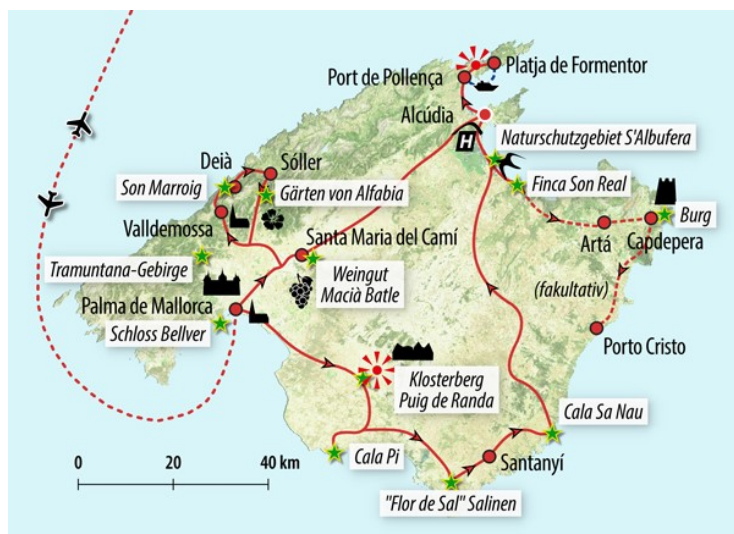 Port de Pollença
Platja de Formentor
Alcúdia
H
Naturschutzgebiet S'Albufera
Deià
Sóller
Son Marroig
Gärten von Alfabia
Finca Son Real
Burg
Valldemossa
Artá
Capdepera
Santa Maria del Camí
Tramuntana-Gebirge
Weingut
Macià Batle
(fakultativ)
Palma de Mallorca
Schloss Bellver
Porto Cristo
Klosterberg
Puig de Randa
Cala Sa Nau
Cala Pi
Santanyí
0 20 40 km
"Flor de Sal" Salinen